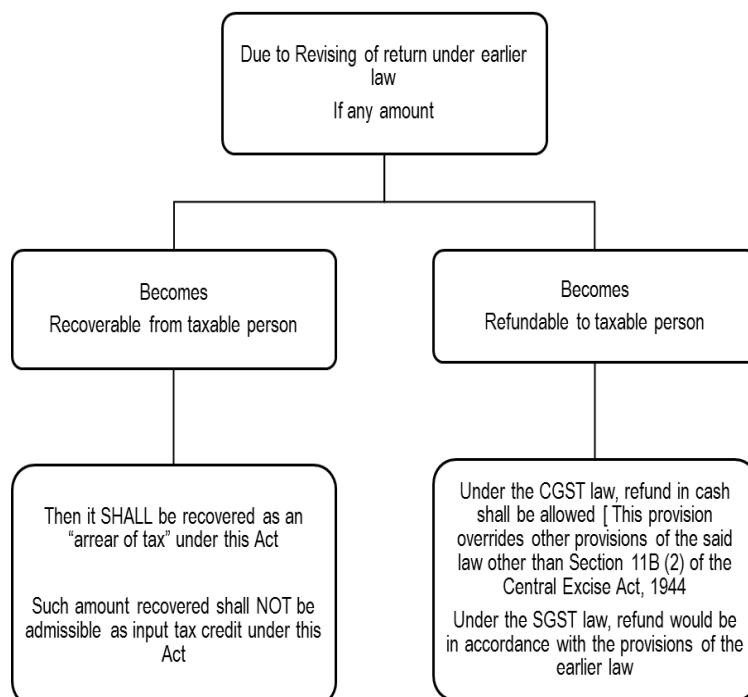 Due to Revising of return under earlier
law
If any amount
Becomes
Recoverable from taxable person
Becomes
Refundable to taxable person
Then it SHALL be recovered as an
“arrear of tax” under this Act
Such amount recovered shall NOT be
admissible as input tax credit under this
Act
Under the CGST law, refund in cash
shall be allowed [ This provision
overrides other provisions of the said
law other than Section 11B (2) of the
Central Excise Act, 1944
Under the SGST law, refund would be
in accordance with the provisions of the
earlier law